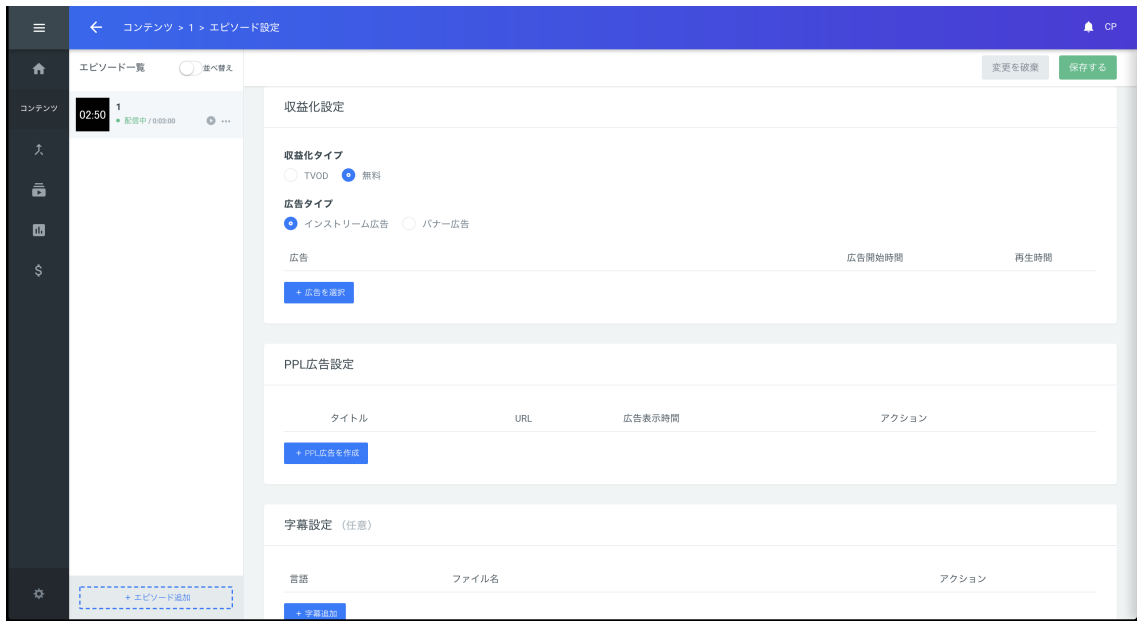 コンテンツ > 1 > エピソード設定
CP
エピソード一覧
並べ替え
変更を破棄
保存する
コンテンツ
02:50
1
配信中 / 0:03:00
収益化設定
収益化タイプ
TVOD 無料
広告タイプ
インストリーム広告 バナー広告
広告 広告開始時間 再生時間
+ 広告を選択
PPL広告設定
タイトル URL 広告表示時間 アクション
+ PPL広告を作成
字幕設定 (任意)
言語 ファイル名 アクション
+ 字幕追加
+ エピソード追加